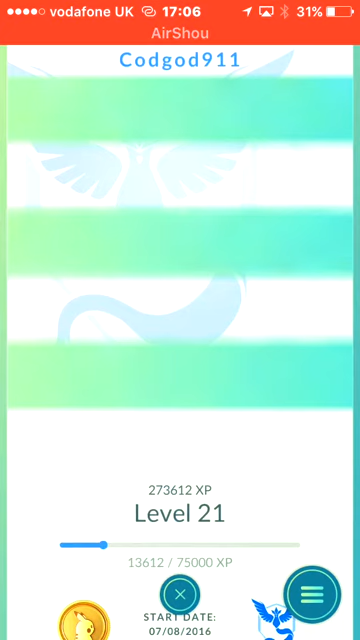 vodafone UK 17:06 31%
AirShou
Codgod911
273612 XP
Level 21
13612 / 75000 XP
START DATE:
07/08/2016